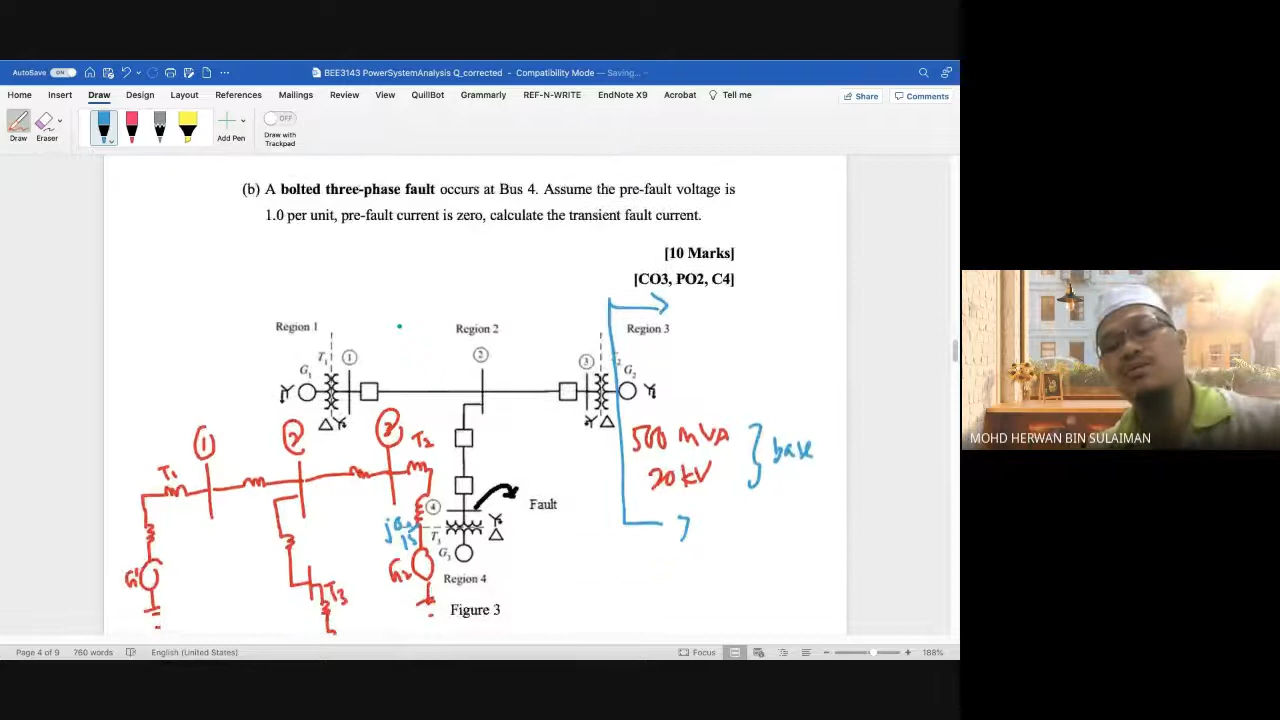 AutoSave ON
BEE3143 PowerSystemAnalysis Q_corrected - Compatibility Mode — Saving...
Home Insert Draw Design Layout References Mailings Review View QuillBot Grammarly REF-N-WRITE EndNote X9 Acrobat Tell me Share Comments
OFF
Draw Eraser Add Pen Draw with Trackpad
(b) A bolted three-phase fault occurs at Bus 4. Assume the pre-fault voltage is
1.0 per unit, pre-fault current is zero, calculate the transient fault current.
[10 Marks]
[CO3, PO2, C4]
Region 1 Region 2 Region 3
T1 1 2 3
G1 G2
500 MVA
20 kV
base
1 2 T2
T1
4 Fault
T3
G3
G1 T3 G2
Region 4
Figure 3
MOHD HERWAN BIN SULAIMAN
Page 4 of 9 760 words English (United States) Focus 188%